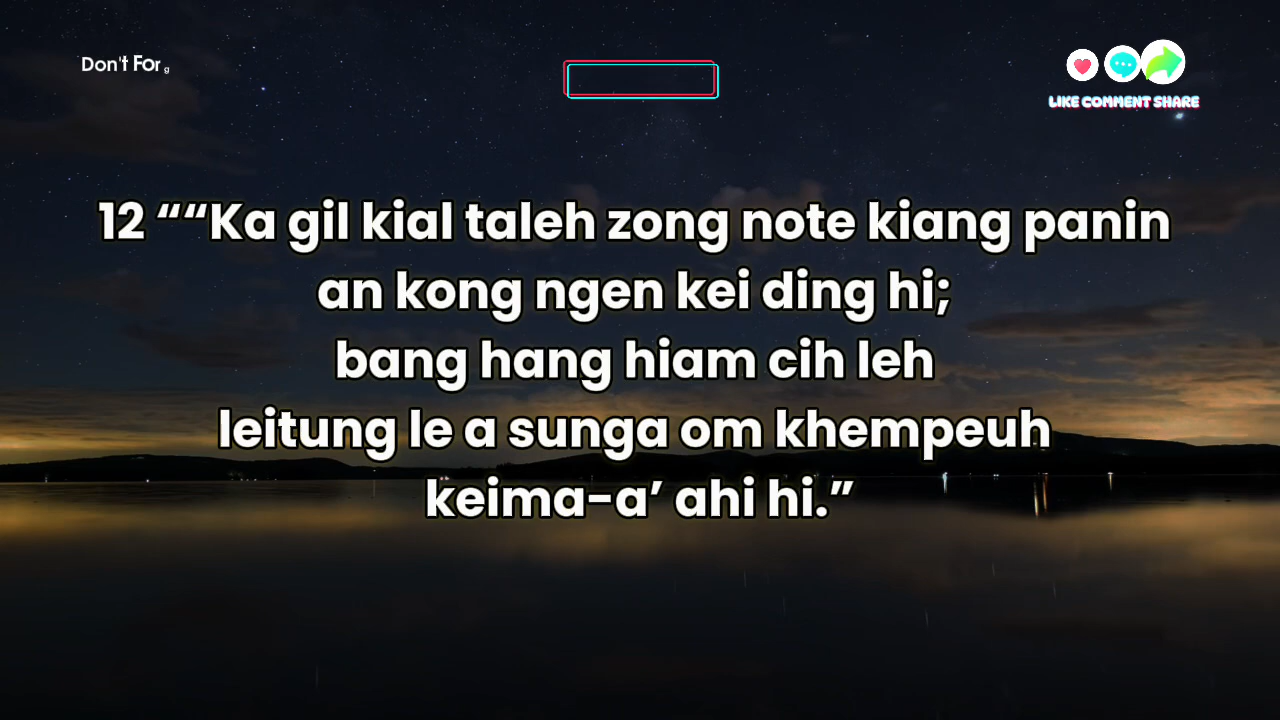 Don't For g
LIKE COMMENT SHARE
12 ““Ka gil kial taleh zong note kiang panin
an kong ngen kei ding hi;
bang hang hiam cih leh
leitung le a sunga om khempeuh
keima-a’ ahi hi.”